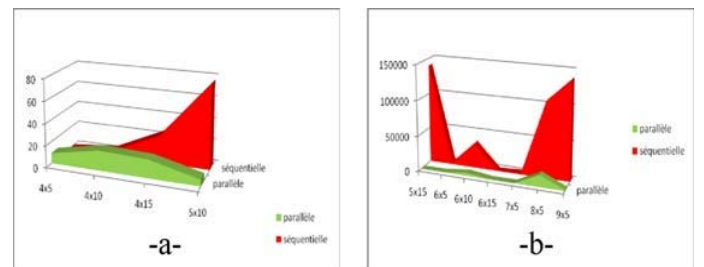 80
60
40
20
0
4x5
4x10
4x15
5x10
séquentielle
parallèle
parallèle
séquentielle
-a-
150000
100000
50000
0
5x15
6x5
6x10
6x15
7x5
8x5
9x5
parallèle
parallèle
séquentielle
-b-